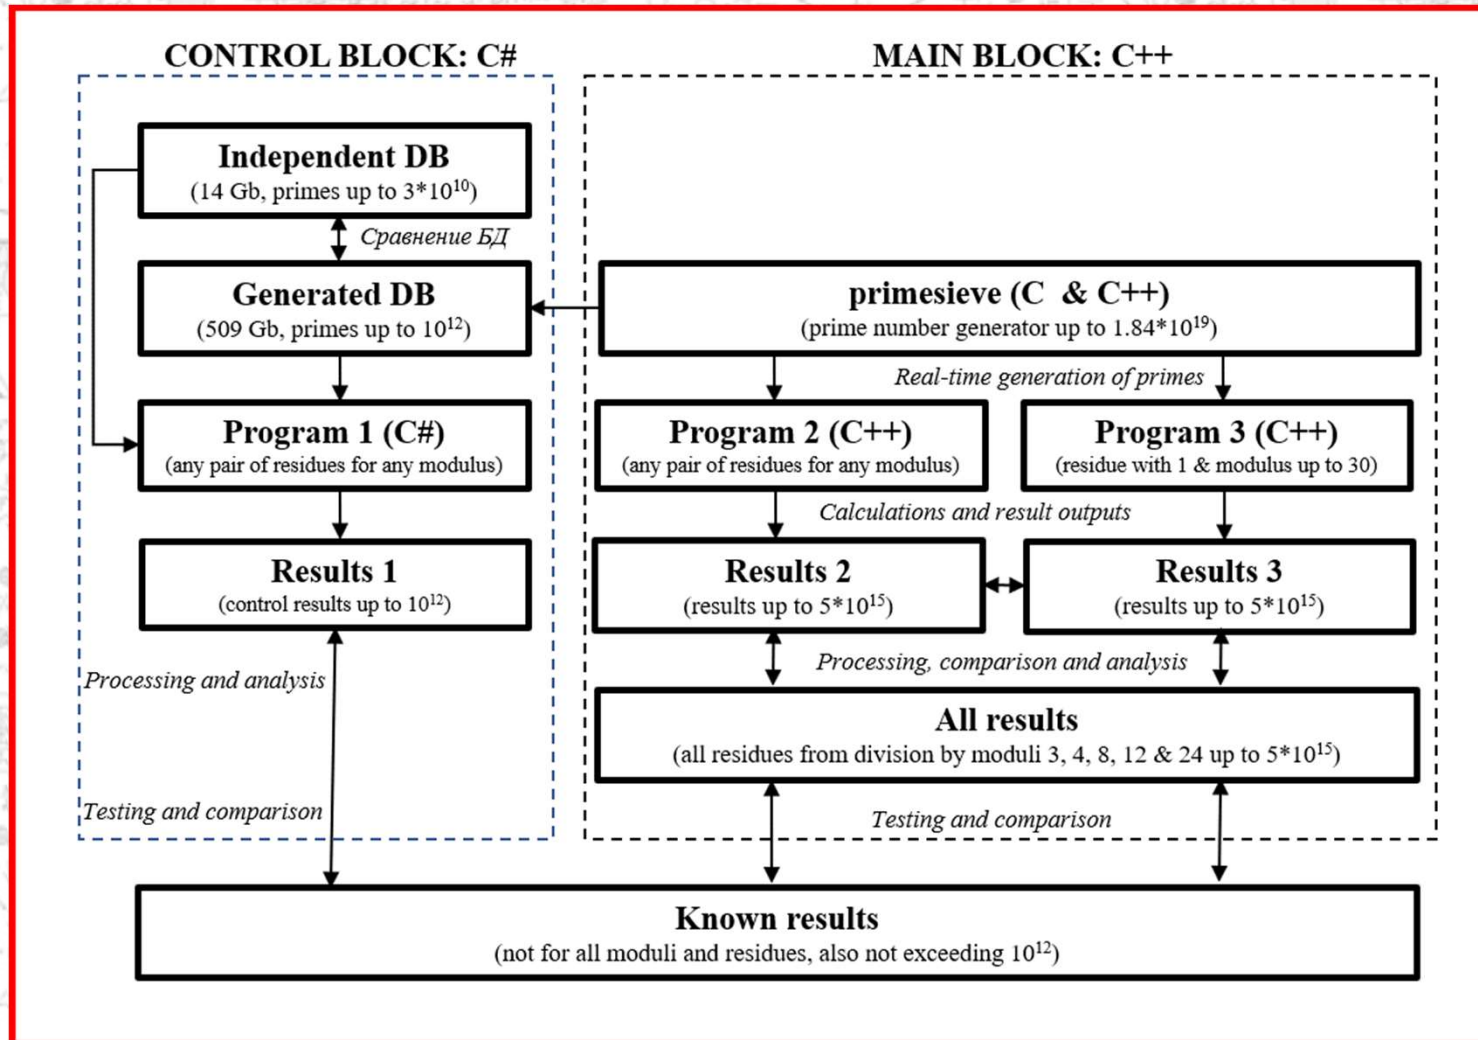 CONTROL BLOCK: C#
Independent DB
(14 Gb, primes up to 3*10¹⁰)
Сравнение БД
Generated DB
(509 Gb, primes up to 10¹²)
Program 1 (C#)
(any pair of residues for any modulus)
Results 1
(control results up to 10¹²)
Processing and analysis
Testing and comparison
MAIN BLOCK: C++
primesieve (C & C++)
(prime number generator up to 1.84*10¹⁹)
Real-time generation of primes
Program 2 (C++)
(any pair of residues for any modulus)
Program 3 (C++)
(residue with 1 & modulus up to 30)
Calculations and result outputs
Results 2
(results up to 5*10¹⁵)
Results 3
(results up to 5*10¹⁵)
Processing, comparison and analysis
All results
(all residues from division by moduli 3, 4, 8, 12 & 24 up to 5*10¹⁵)
Testing and comparison
Known results
(not for all moduli and residues, also not exceeding 10¹²)